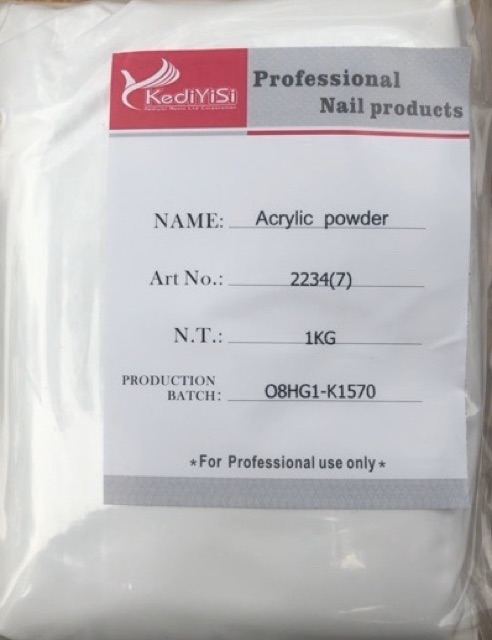 KediYiSi
Professional
Nail products
NAME: Acrylic powder
Art No.: 2234(7)
N.T.: 1KG
PRODUCTION
BATCH: O8HG1-K1570
*For Professional use only*